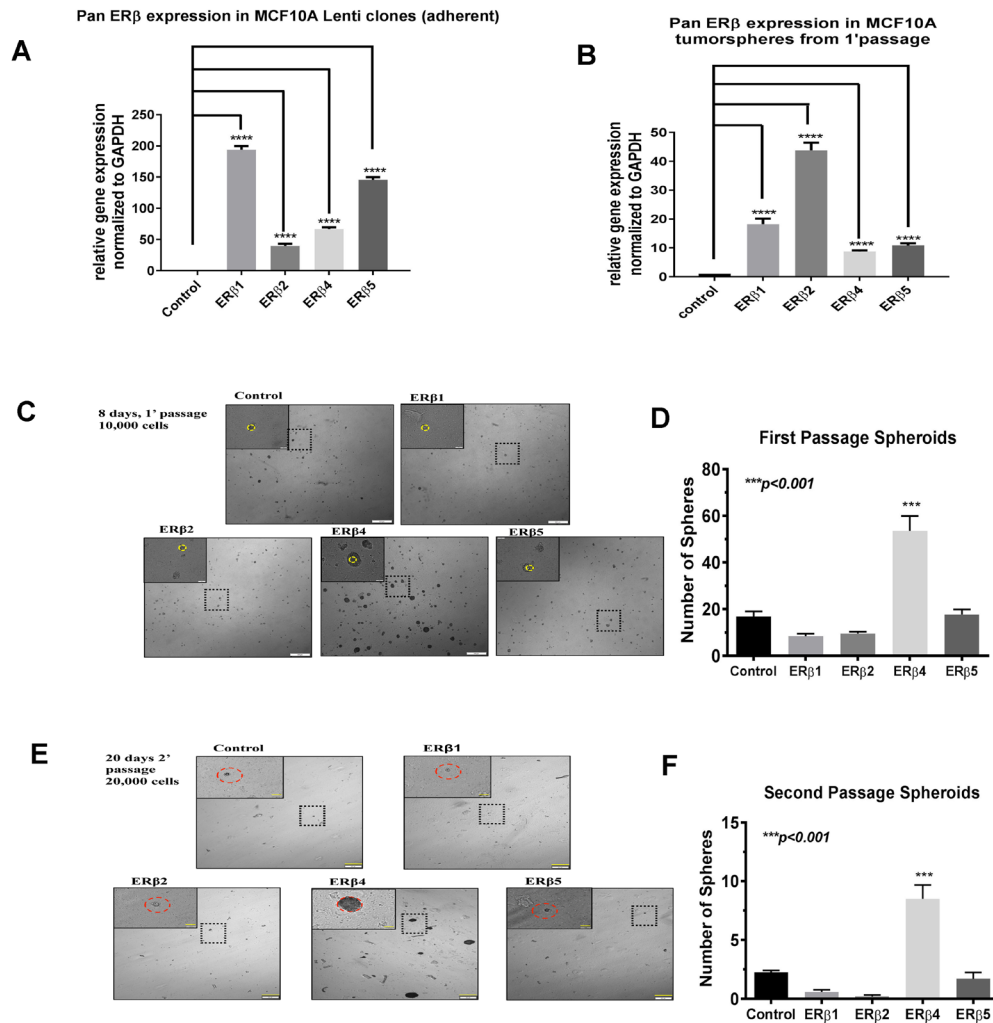 Pan ERβ expression in MCF10A Lenti clones (adherent)
A
relative gene expression
normalized to GAPDH
250
200
150
100
50
0
****
****
****
****
Control
ERβ1
ERβ2
ERβ4
ERβ5
Pan ERβ expression in MCF10A
tumorspheres from 1'passage
B
relative gene expression
normalized to GAPDH
50
40
30
20
10
0
****
****
****
****
control
ERβ1
ERβ2
ERβ4
ERβ5
C
8 days, 1' passage
10,000 cells
Control
ERβ1
ERβ2
ERβ4
ERβ5
D
First Passage Spheroids
***p<0.001
Number of Spheres
80
60
40
20
0
***
Control
ERβ1
ERβ2
ERβ4
ERβ5
E
20 days 2'
passage
20,000 cells
Control
ERβ1
ERβ2
ERβ4
ERβ5
F
Second Passage Spheroids
***p<0.001
Number of Spheres
15
10
5
0
***
Control
ERβ1
ERβ2
ERβ4
ERβ5